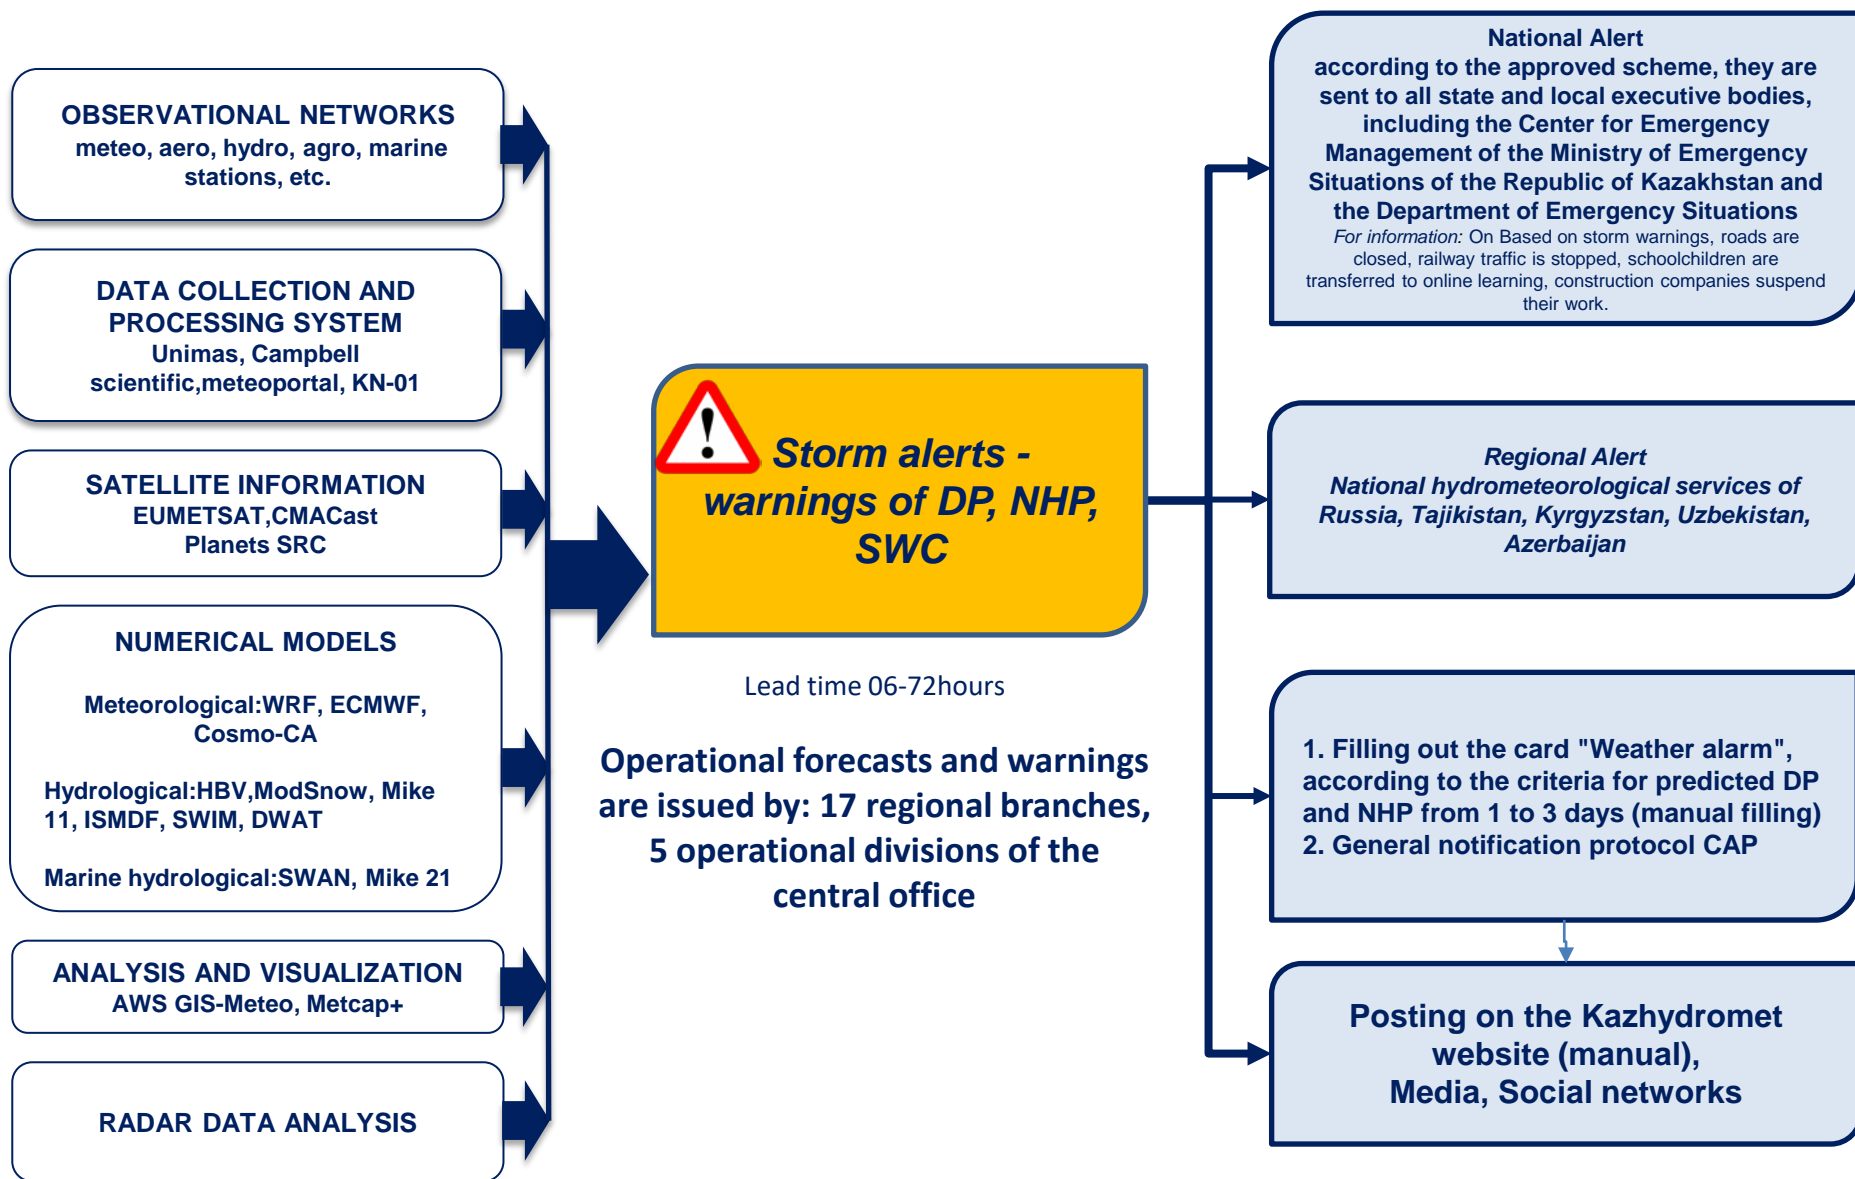 OBSERVATIONAL NETWORKS
meteo, aero, hydro, agro, marine
stations, etc.
DATA COLLECTION AND
PROCESSING SYSTEM
Unimas, Campbell
scientific,meteoportal, KN-01
SATELLITE INFORMATION
EUMETSAT,CMACast
Planets SRC
NUMERICAL MODELS
Meteorological:WRF, ECMWF,
Cosmo-CA
Hydrological:HBV,ModSnow, Mike
11, ISMDF, SWIM, DWAT
Marine hydrological:SWAN, Mike 21
ANALYSIS AND VISUALIZATION
AWS GIS-Meteo, Metcap+
RADAR DATA ANALYSIS
Storm alerts -
warnings of DP, NHP,
SWC
Lead time 06-72hours
Operational forecasts and warnings
are issued by: 17 regional branches,
5 operational divisions of the
central office
National Alert
according to the approved scheme, they are
sent to all state and local executive bodies,
including the Center for Emergency
Management of the Ministry of Emergency
Situations of the Republic of Kazakhstan and
the Department of Emergency Situations
For information: On Based on storm warnings, roads are
closed, railway traffic is stopped, schoolchildren are
transferred to online learning, construction companies suspend
their work.
Regional Alert
National hydrometeorological services of
Russia, Tajikistan, Kyrgyzstan, Uzbekistan,
Azerbaijan
1. Filling out the card "Weather alarm",
according to the criteria for predicted DP
and NHP from 1 to 3 days (manual filling)
2. General notification protocol CAP
Posting on the Kazhydromet
website (manual),
Media, Social networks